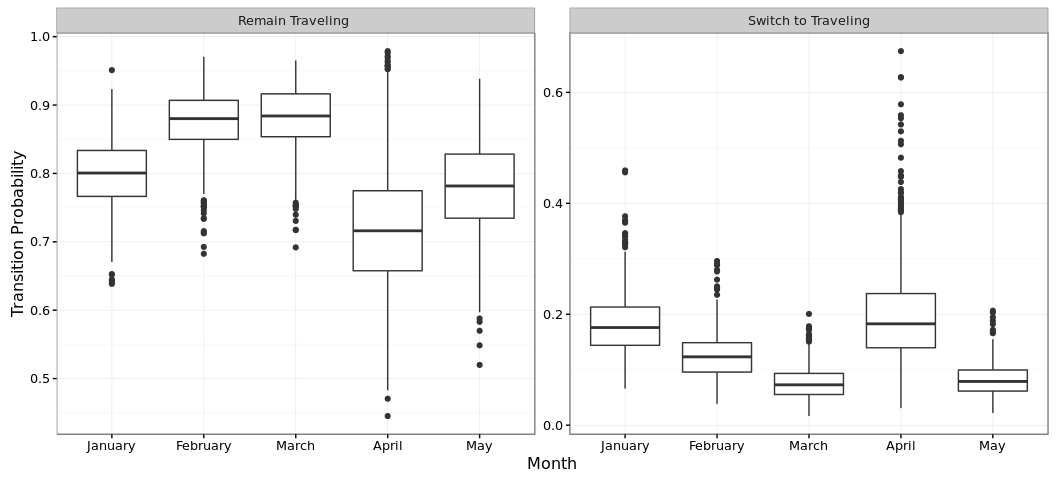 Remain Traveling
Switch to Traveling
Transition Probability
1.0
0.9
0.8
0.7
0.6
0.5
0.6
0.4
0.2
0.0
January February March April May
January February March April May
Month